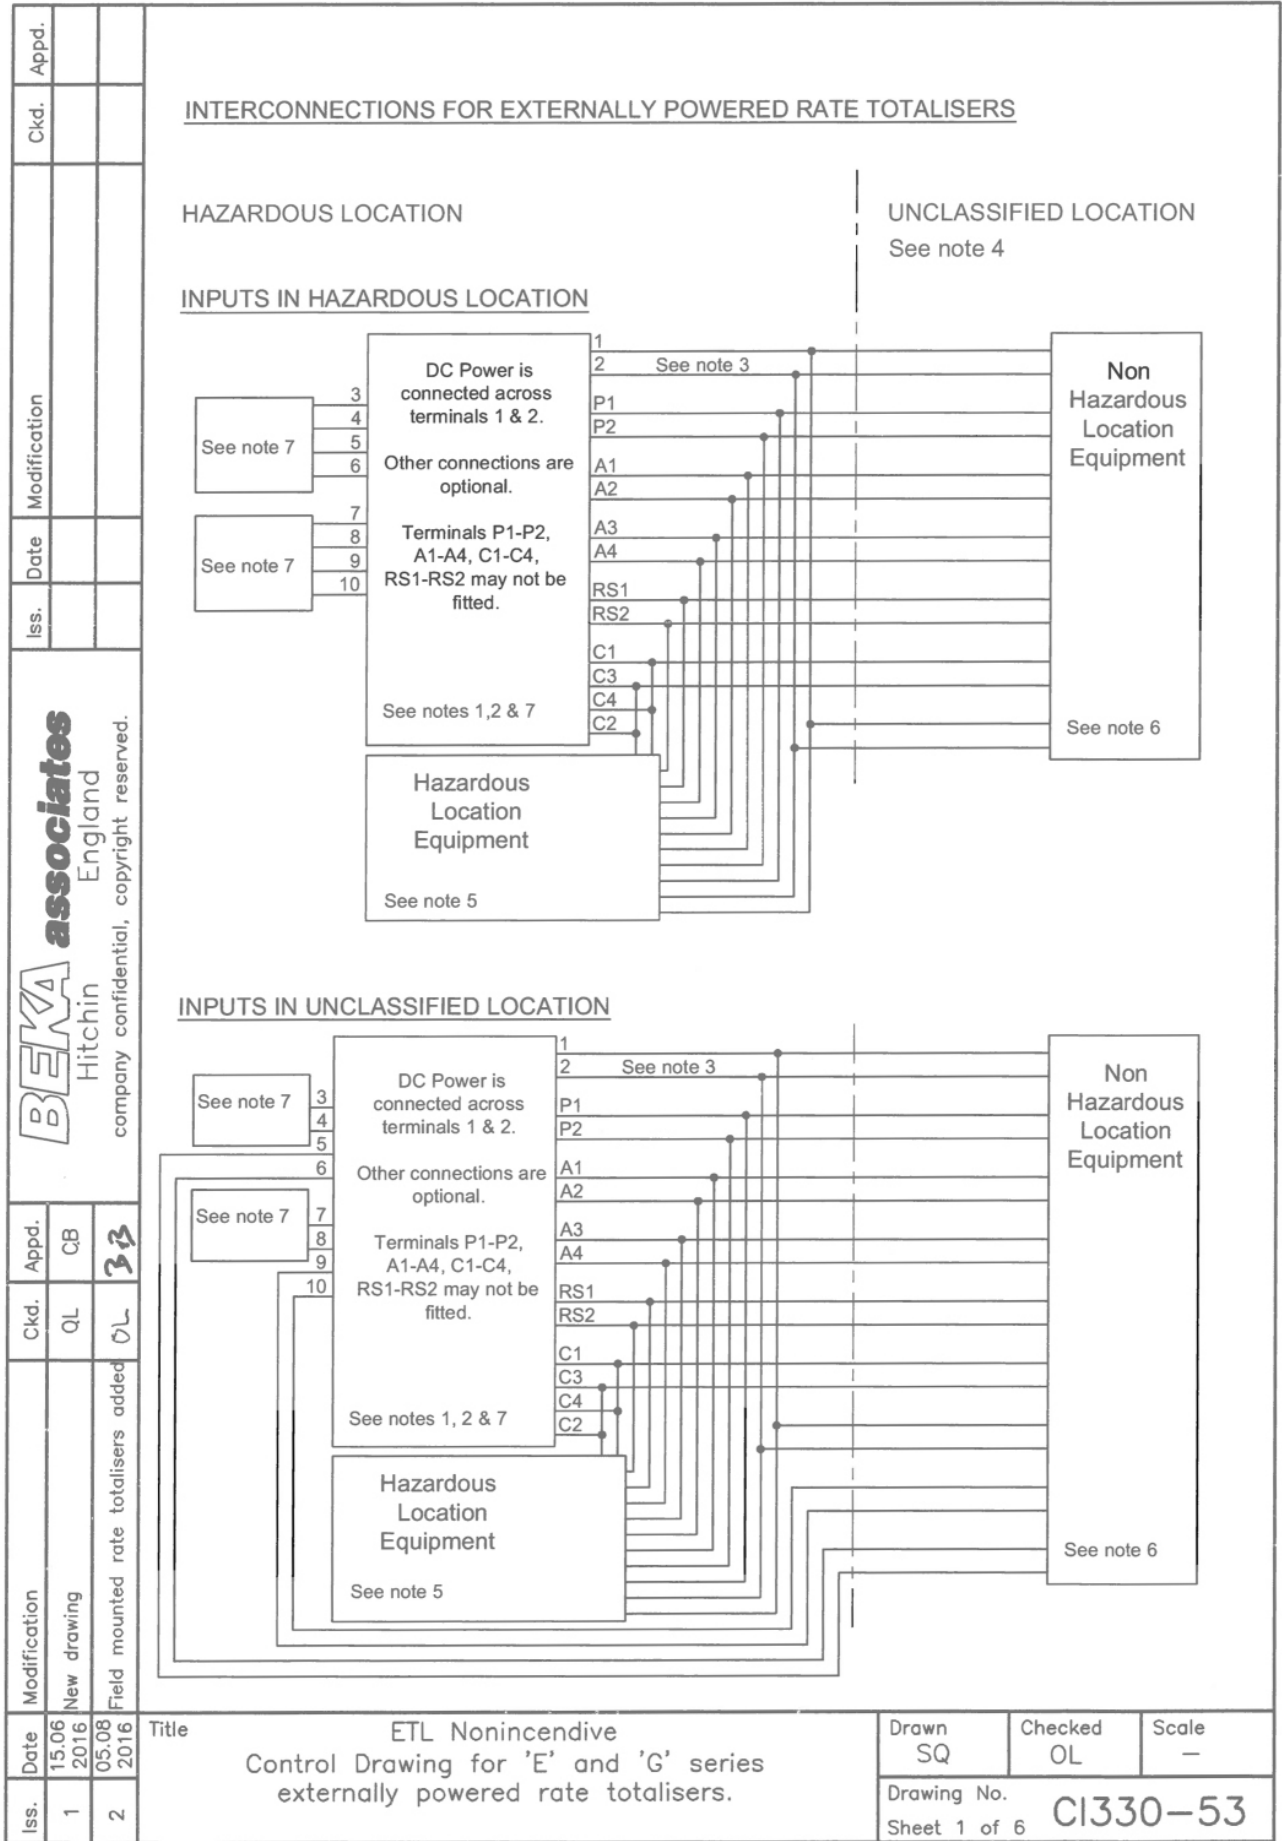 INTERCONNECTIONS FOR EXTERNALLY POWERED RATE TOTALISERS
HAZARDOUS LOCATION
UNCLASSIFIED LOCATION
See note 4
INPUTS IN HAZARDOUS LOCATION
DC Power is
connected across
terminals 1 & 2.
Other connections are
optional.
Terminals P1-P2,
A1-A4, C1-C4,
RS1-RS2 may not be
fitted.
See notes 1,2 & 7
3
4
5
6
See note 7
7
8
9
10
See note 7
1
2
See note 3
P1
P2
A1
A2
A3
A4
RS1
RS2
C1
C3
C4
C2
Non
Hazardous
Location
Equipment
See note 6
Hazardous
Location
Equipment
See note 5
INPUTS IN UNCLASSIFIED LOCATION
DC Power is
connected across
terminals 1 & 2.
Other connections are
optional.
Terminals P1-P2,
A1-A4, C1-C4,
RS1-RS2 may not be
fitted.
See notes 1, 2 & 7
See note 7
3
4
5
6
See note 7
7
8
9
10
1
2
See note 3
P1
P2
A1
A2
A3
A4
RS1
RS2
C1
C3
C4
C2
Non
Hazardous
Location
Equipment
See note 6
Hazardous
Location
Equipment
See note 5
Title
ETL Nonincendive
Control Drawing for 'E' and 'G' series
externally powered rate totalisers.
Drawn
SQ
Checked
OL
Scale
—
Drawing No.
Sheet 1 of 6
CI330-53
Iss. Date Modification Ckd. Appd.
BEKA associates
Hitchin England
company confidential, copyright reserved.
Iss. Date Modification Ckd. Appd.
1 15.06 2016 New drawing QL CB
2 05.08 2016 Field mounted rate totalisers added OL